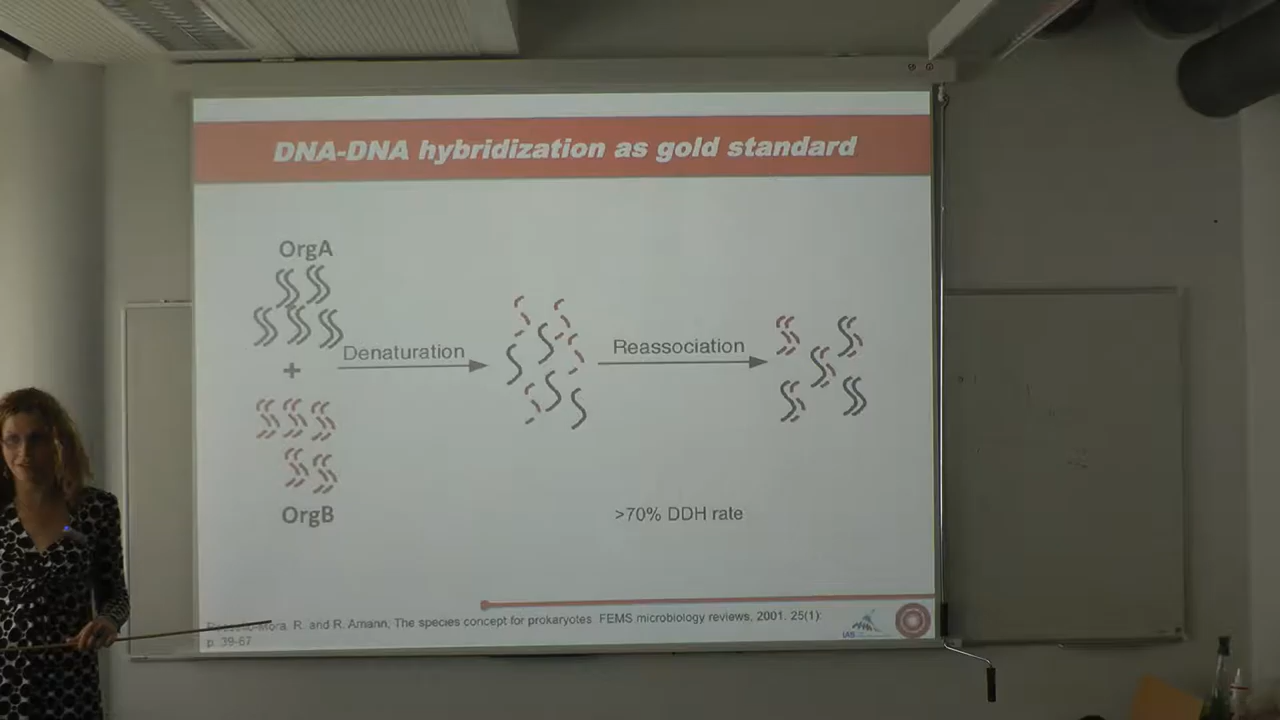 DNA-DNA hybridization as gold standard
OrgA
+
Denaturation
Reassociation
OrgB
>70% DDH rate
R. and R. Amann, The species concept for prokaryotes FEMS microbiology reviews, 2001. 25(1):
p. 39-67
IAS